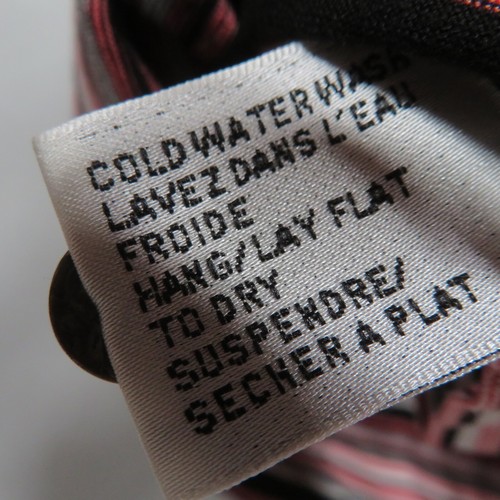 COLD WATER WASH
LAVEZ DANS L'EAU
FROIDE
HANG/LAY FLAT
TO DRY
SUSPENDRE/
SECHER A PLAT